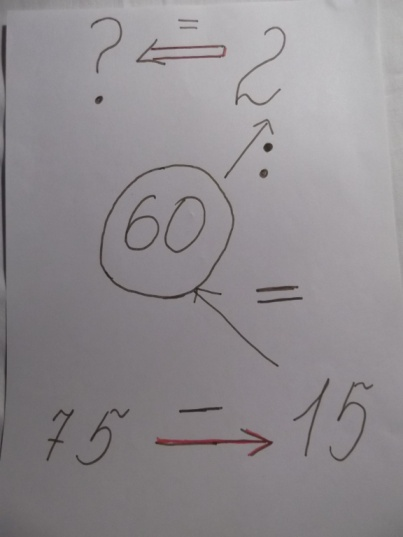 ? = 2
:
60
=
75 − 15